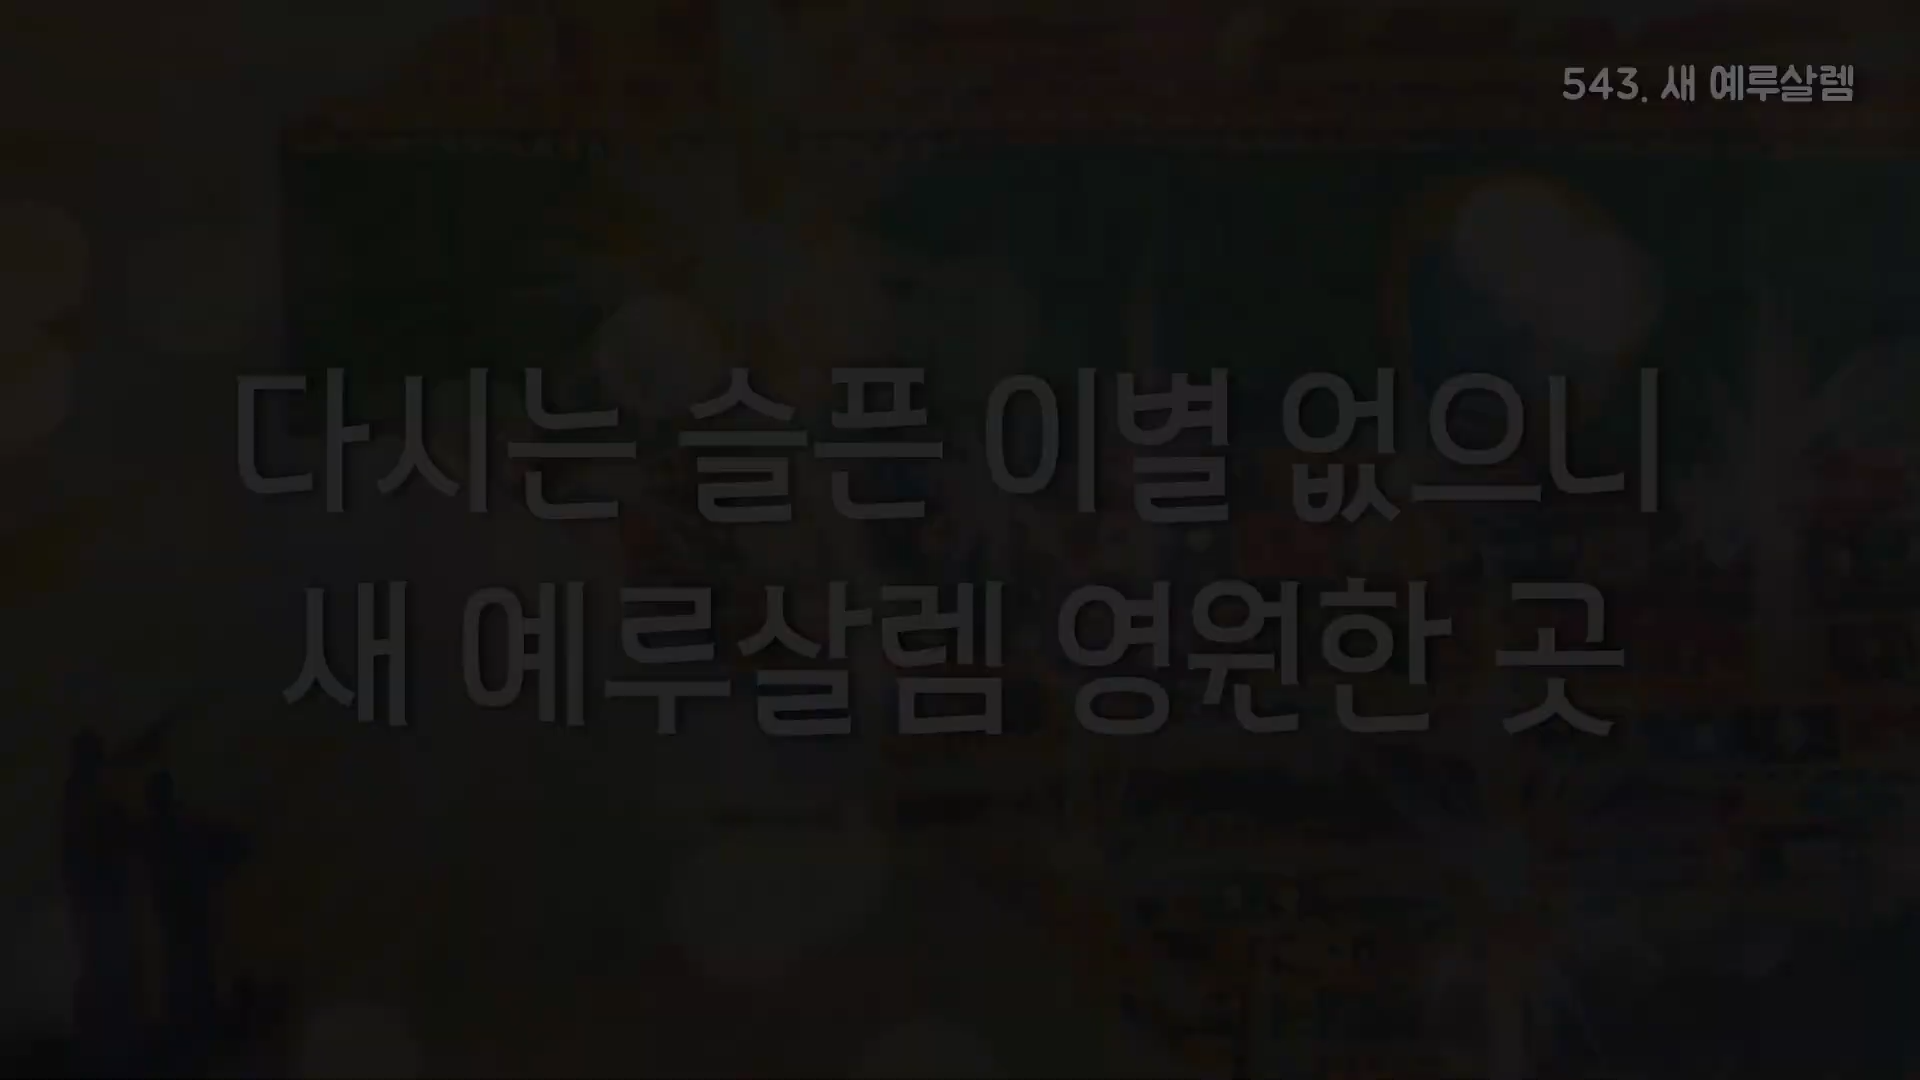 543. 새 예루살렘
다시는 슬픈 이별 없으니
새 예루살렘 영원한 곳